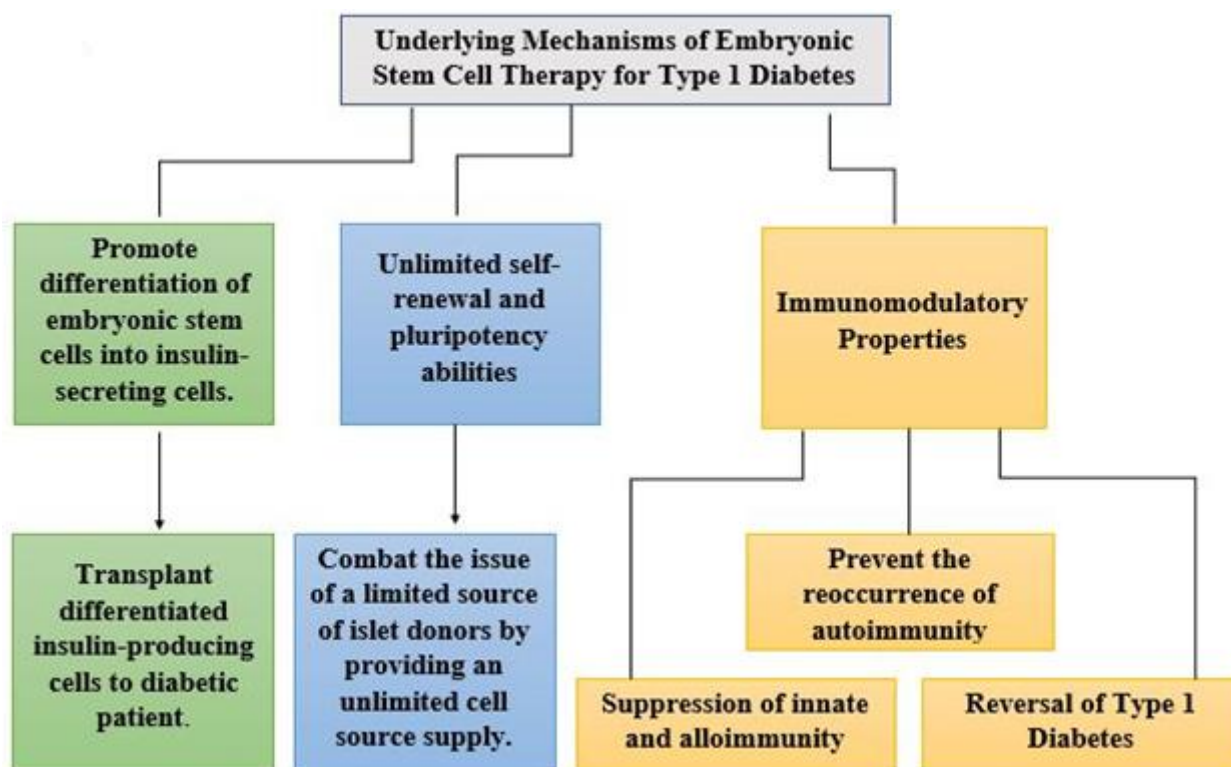 Underlying Mechanisms of Embryonic
Stem Cell Therapy for Type 1 Diabetes
Promote
differentiation of
embryonic stem
cells into insulin-
secreting cells.
Unlimited self-
renewal and
pluripotency
abilities
Immunomodulatory
Properties
Transplant
differentiated
insulin-producing
cells to diabetic
patient.
Combat the issue
of a limited source
of islet donors by
providing an
unlimited cell
source supply.
Prevent the
reoccurrence of
autoimmunity
Suppression of innate
and alloimmunity
Reversal of Type 1
Diabetes